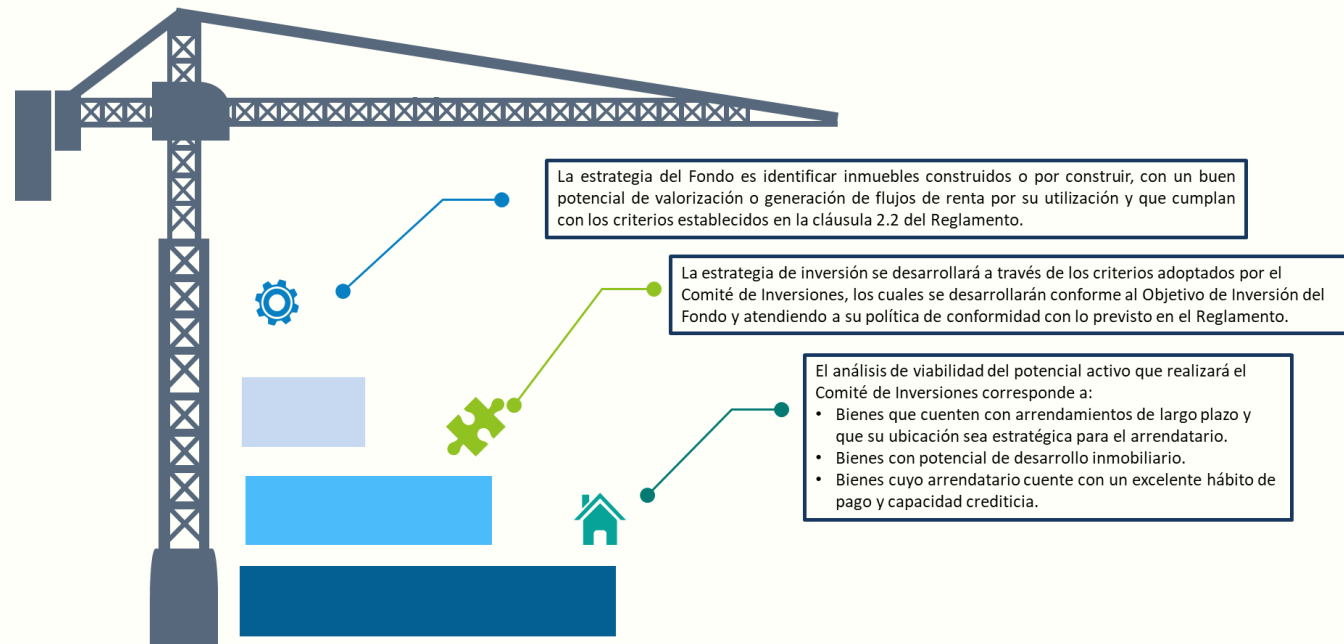 La estrategia del Fondo es identificar inmuebles construidos o por construir, con un buen
potencial de valorización o generación de flujos de renta por su utilización y que cumplan
con los criterios establecidos en la cláusula 2.2 del Reglamento.
La estrategia de inversión se desarrollará a través de los criterios adoptados por el
Comité de Inversiones, los cuales se desarrollarán conforme al Objetivo de Inversión del
Fondo y atendiendo a su política de conformidad con lo previsto en el Reglamento.
El análisis de viabilidad del potencial activo que realizará el
Comité de Inversiones corresponde a:
• Bienes que cuenten con arrendamientos de largo plazo y
que su ubicación sea estratégica para el arrendatario.
• Bienes con potencial de desarrollo inmobiliario.
• Bienes cuyo arrendatario cuente con un excelente hábito de
pago y capacidad crediticia.